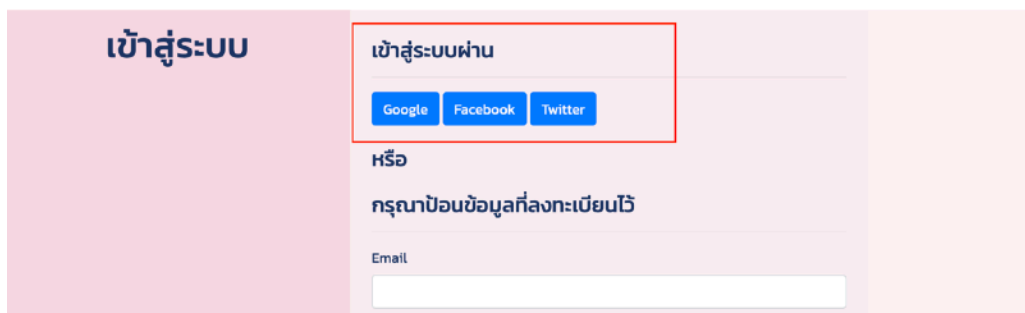 เข้าสู่ระบบ
เข้าสู่ระบบผ่าน
Google Facebook Twitter
หรือ
กรุณาป้อนข้อมูลที่ลงทะเบียนไว้
Email